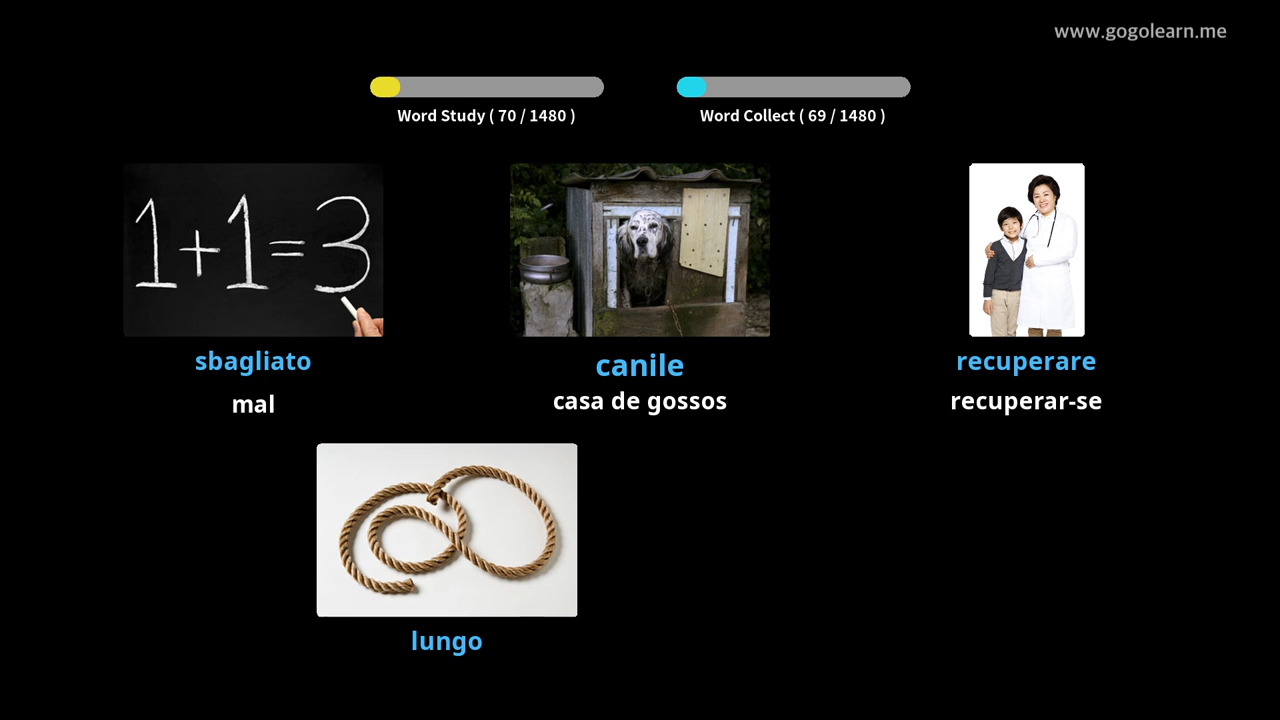 www.gogolearn.me
Word Study ( 70 / 1480 )
Word Collect ( 69 / 1480 )
1+1=3
sbagliato
mal
canile
casa de gossos
recuperare
recuperar-se
lungo